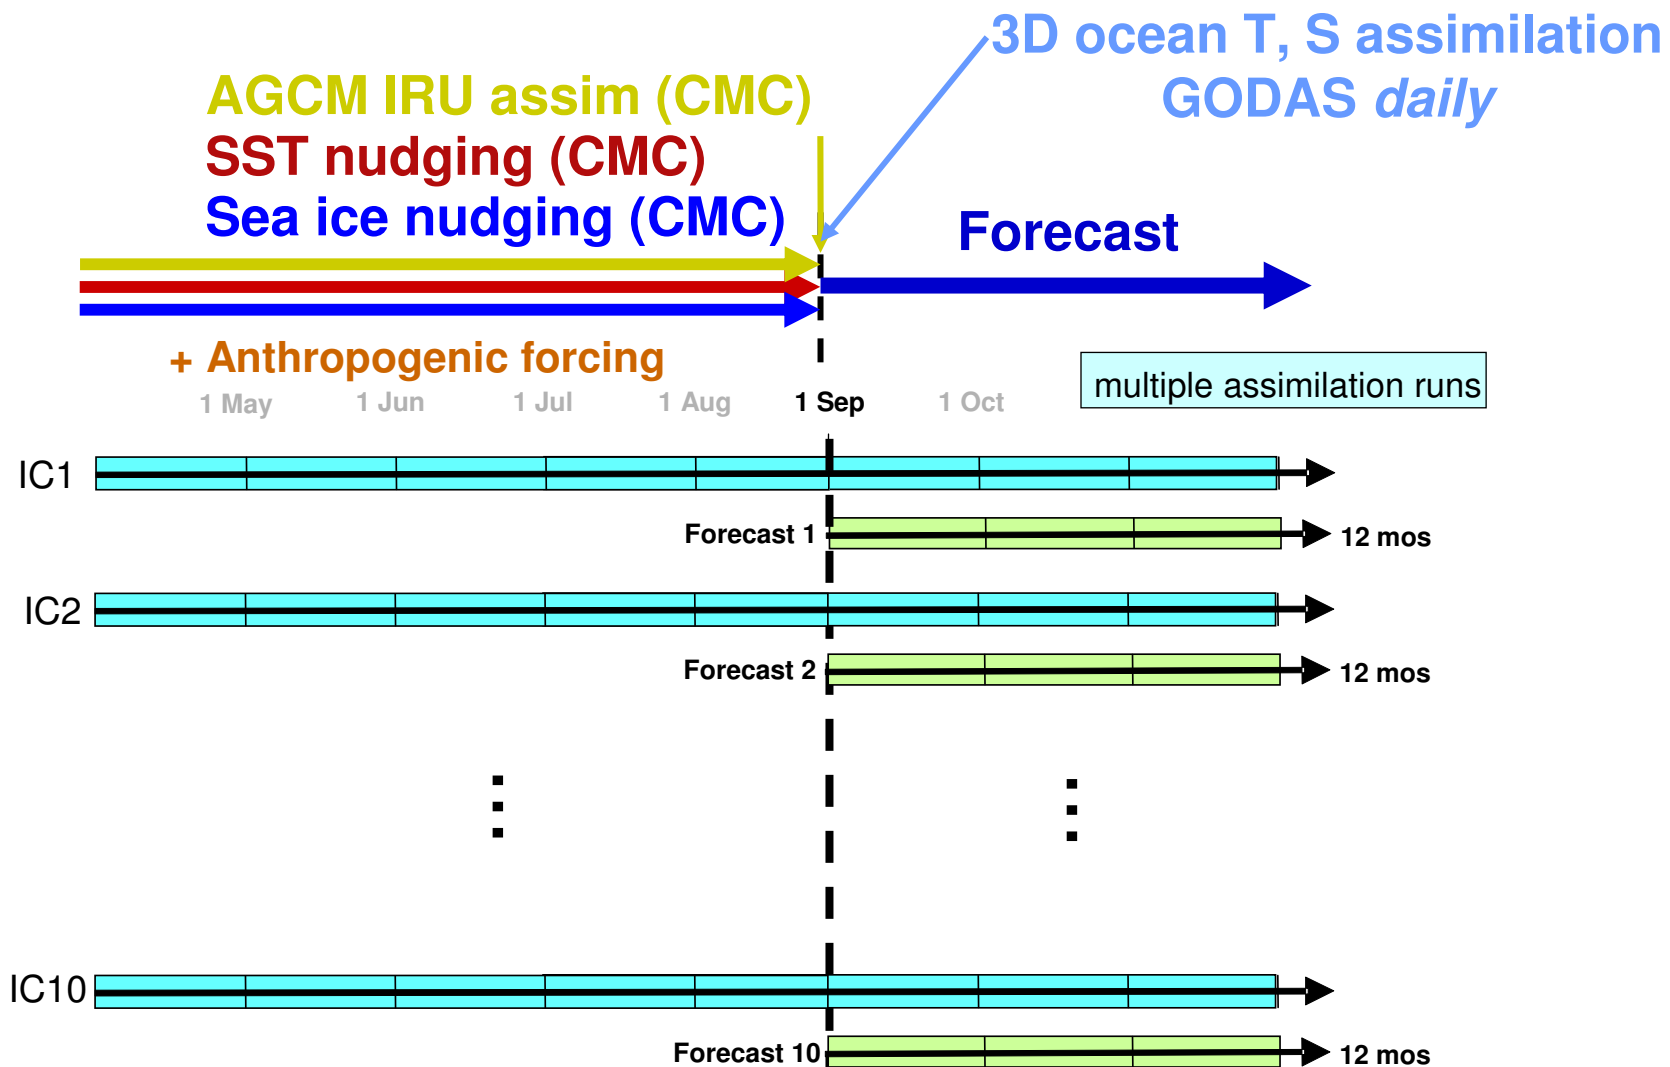 3D ocean T, S assimilation
GODAS daily
AGCM IRU assim (CMC)
SST nudging (CMC)
Sea ice nudging (CMC)
Forecast
+ Anthropogenic forcing
multiple assimilation runs
1 May 1 Jun 1 Jul 1 Aug 1 Sep 1 Oct
IC1
Forecast 1 12 mos
IC2
Forecast 2 12 mos
IC10
Forecast 10 12 mos